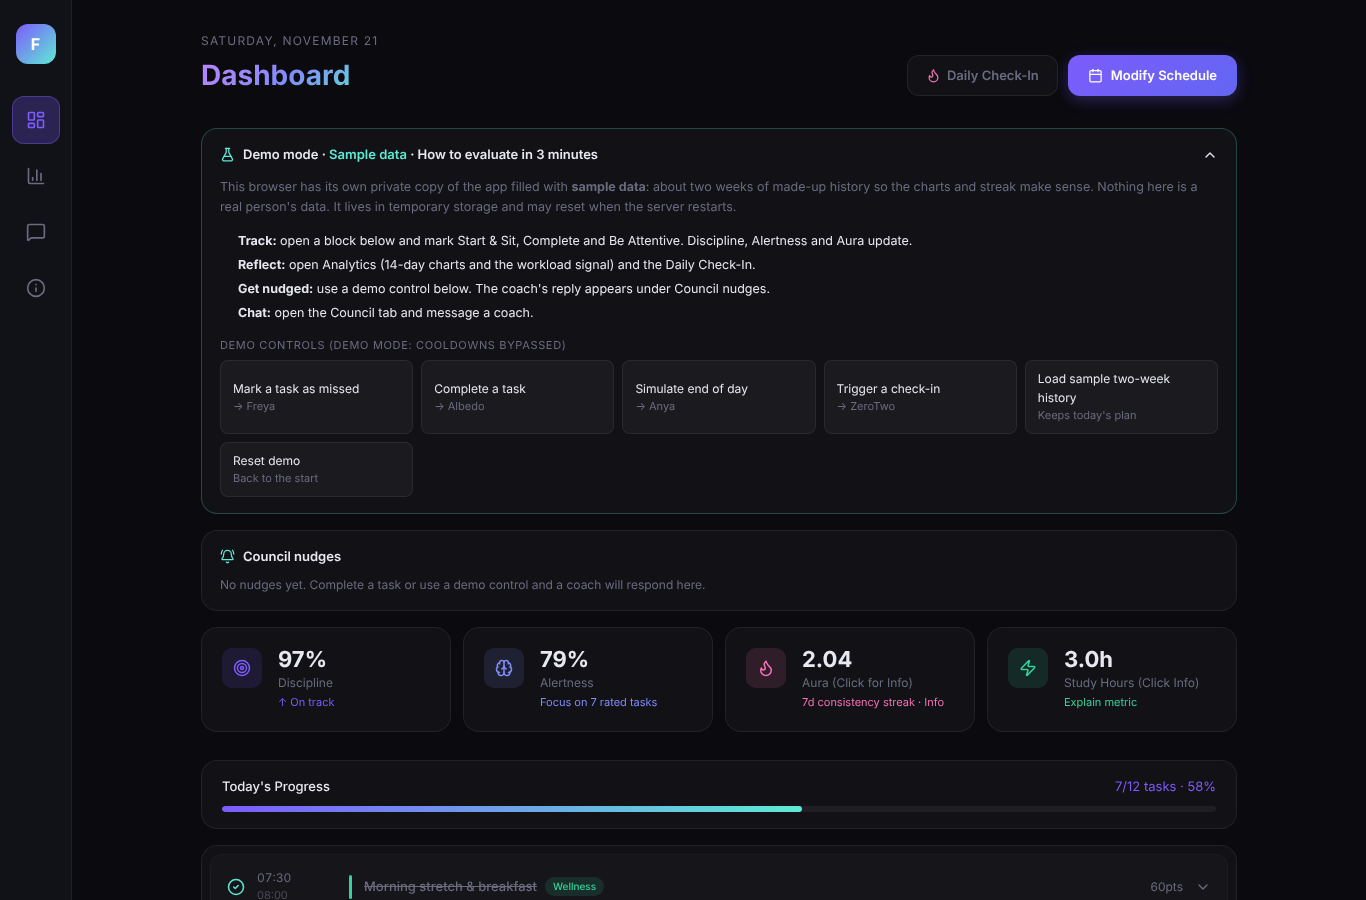 F
SATURDAY, NOVEMBER 21
Dashboard
Daily Check-In
Modify Schedule
Demo mode · Sample data · How to evaluate in 3 minutes
This browser has its own private copy of the app filled with sample data: about two weeks of made-up history so the charts and streak make sense. Nothing here is a
real person's data. It lives in temporary storage and may reset when the server restarts.
Track: open a block below and mark Start & Sit, Complete and Be Attentive. Discipline, Alertness and Aura update.
Reflect: open Analytics (14-day charts and the workload signal) and the Daily Check-In.
Get nudged: use a demo control below. The coach's reply appears under Council nudges.
Chat: open the Council tab and message a coach.
DEMO CONTROLS (DEMO MODE: COOLDOWNS BYPASSED)
Mark a task as missed
→ Freya
Complete a task
→ Albedo
Simulate end of day
→ Anya
Trigger a check-in
→ ZeroTwo
Load sample two-week
history
Keeps today's plan
Reset demo
Back to the start
Council nudges
No nudges yet. Complete a task or use a demo control and a coach will respond here.
97%
Discipline
↑ On track
79%
Alertness
Focus on 7 rated tasks
2.04
Aura (Click for Info)
7d consistency streak · Info
3.0h
Study Hours (Click Info)
Explain metric
Today's Progress
7/12 tasks · 58%
07:30
08:00
Morning stretch & breakfast
Wellness
60pts